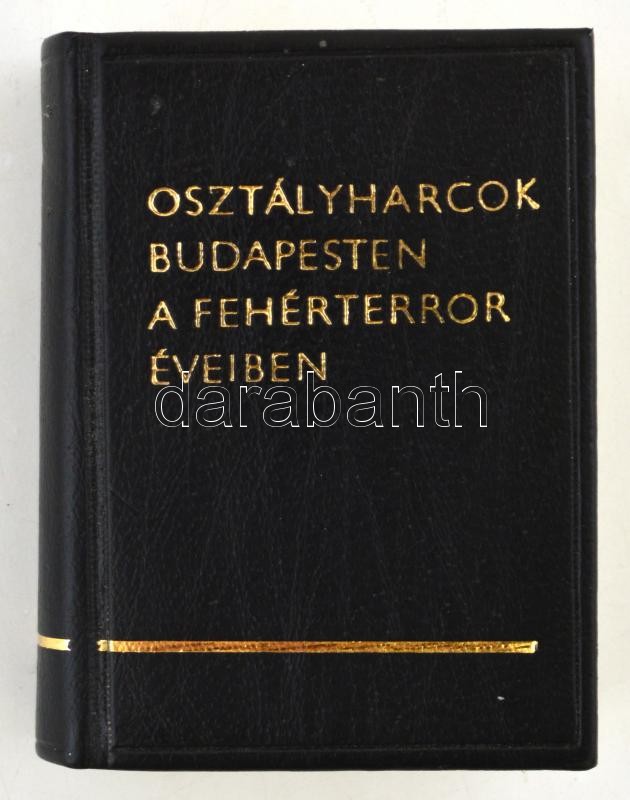 OSZTÁLYHARCOK
BUDAPESTEN
A FEHÉRTERROR
ÉVEIBEN
darabanth